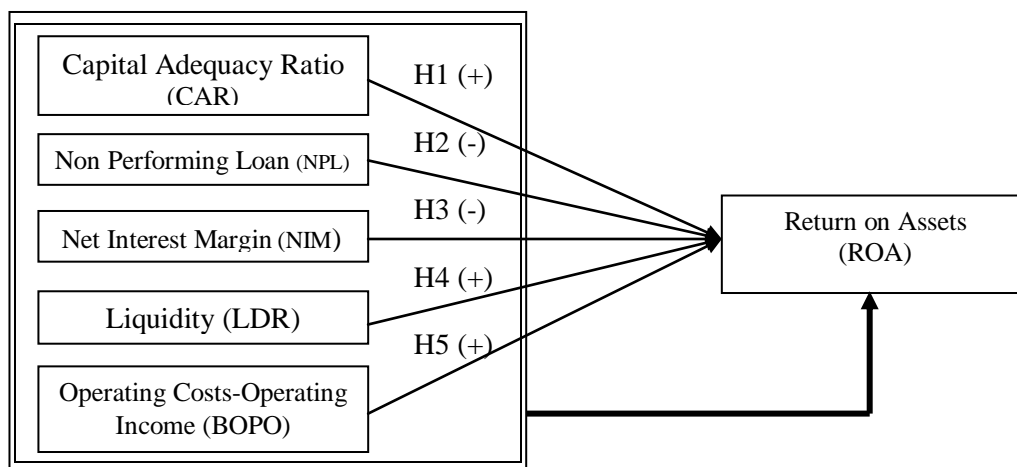 Capital Adequacy Ratio
(CAR)
H1 (+)
Non Performing Loan (NPL)
H2 (-)
Net Interest Margin (NIM)
H3 (-)
Liquidity (LDR)
H4 (+)
Operating Costs-Operating
Income (BOPO)
H5 (+)
Return on Assets
(ROA)